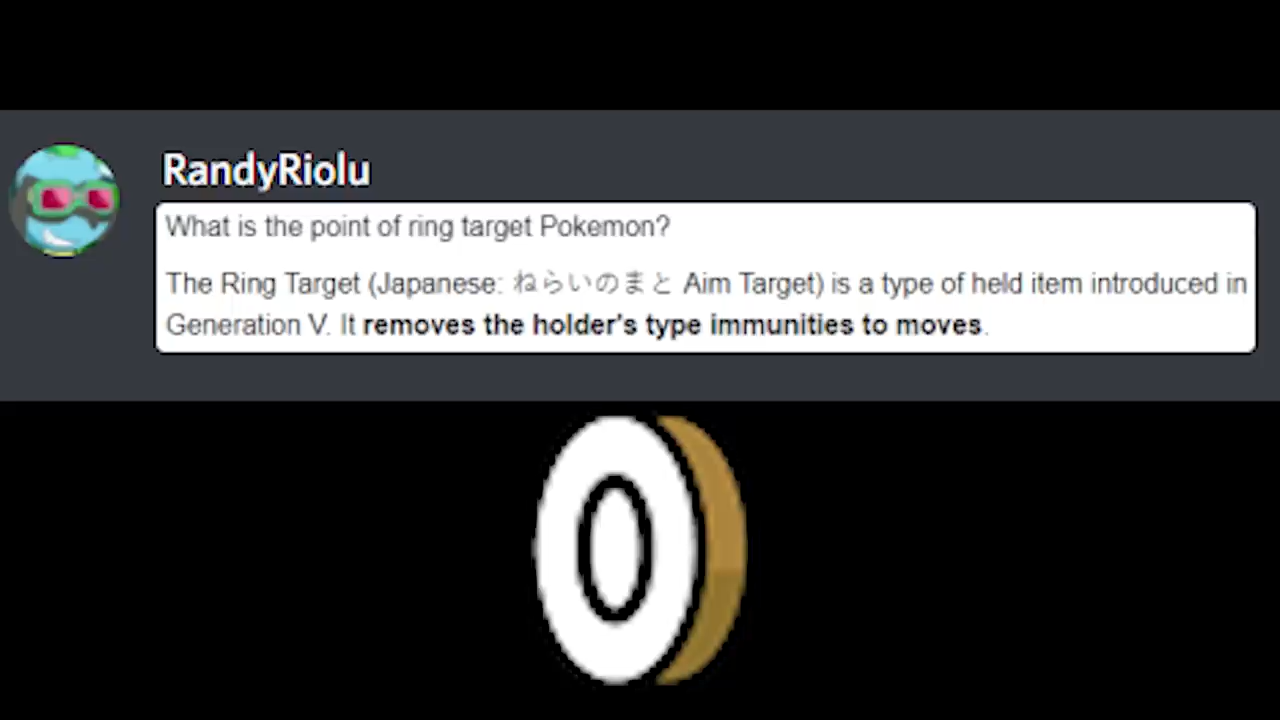 RandyRiolu
What is the point of ring target Pokemon?
The Ring Target (Japanese: ねらいのまと Aim Target) is a type of held item introduced in
Generation V. It removes the holder's type immunities to moves.